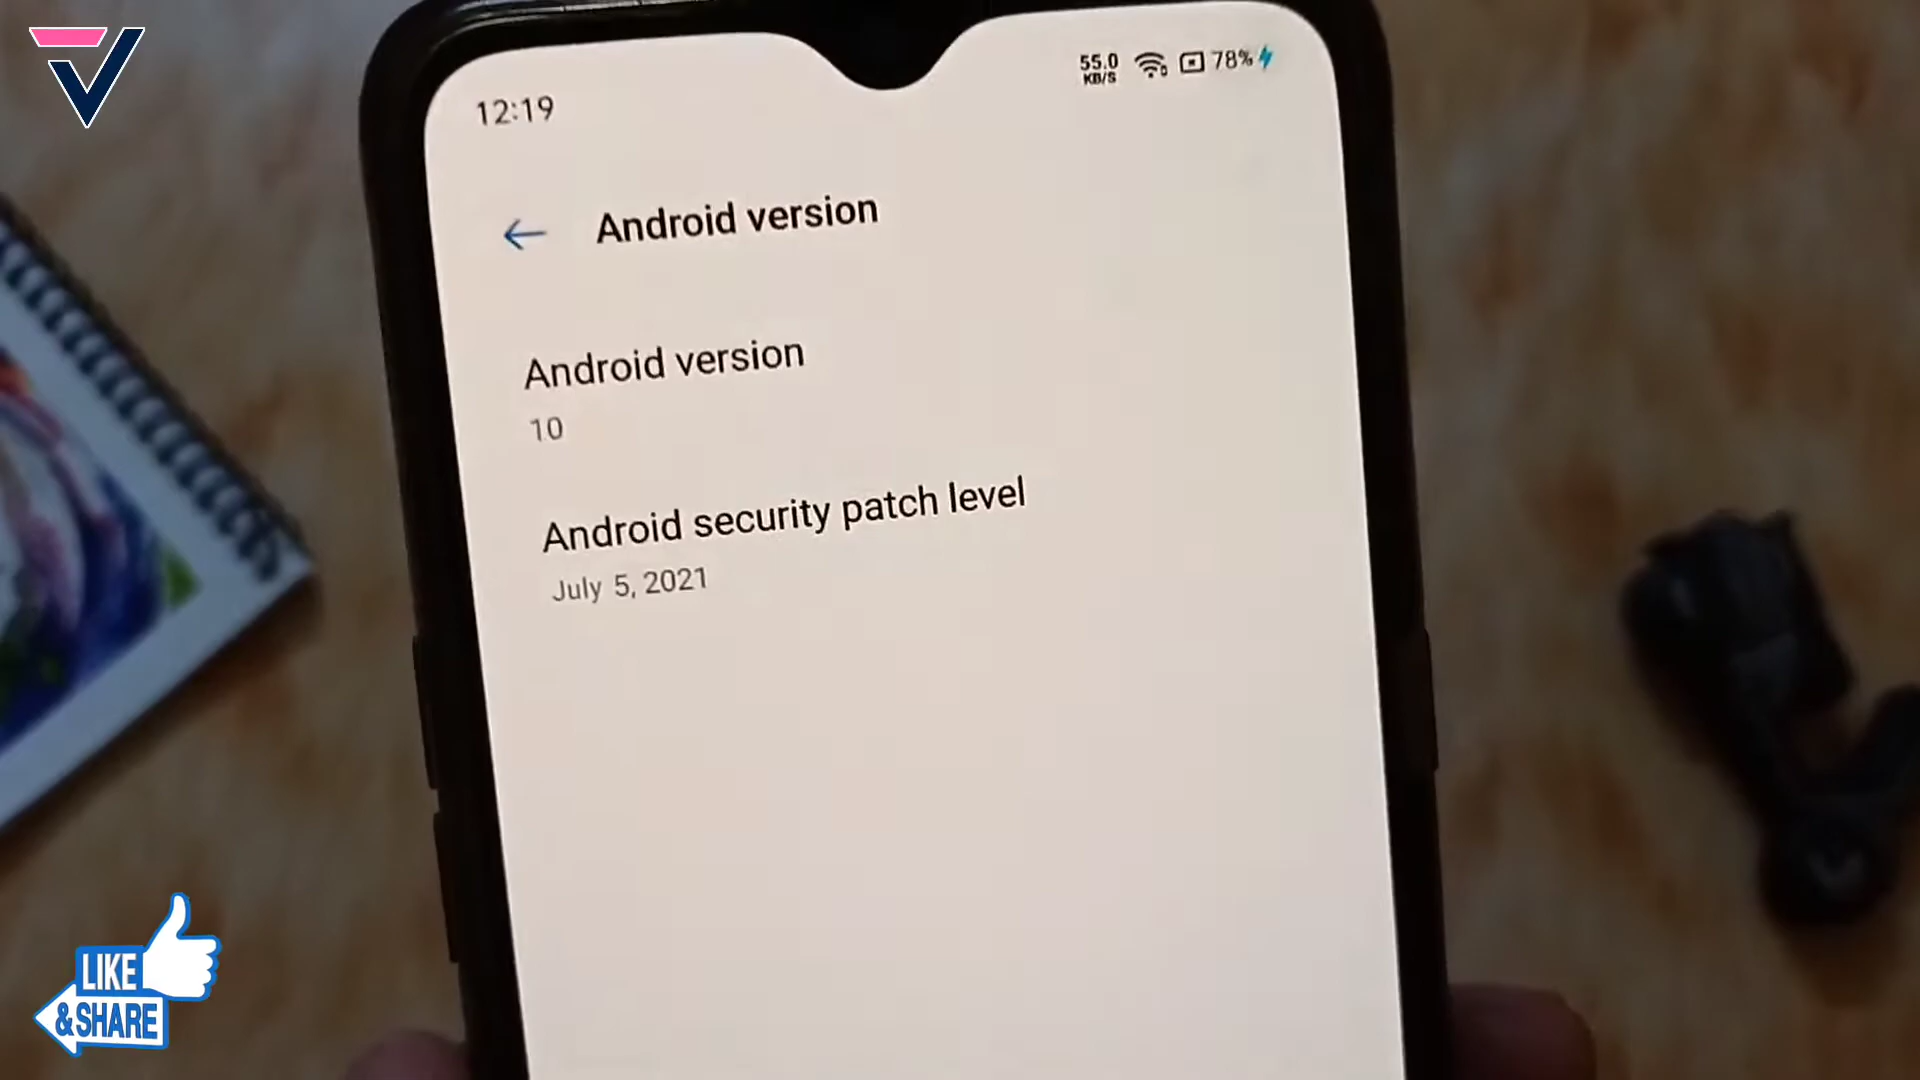 12:19
55.0
KB/S
78%
Android version
Android version
10
Android security patch level
July 5, 2021
LIKE
&SHARE